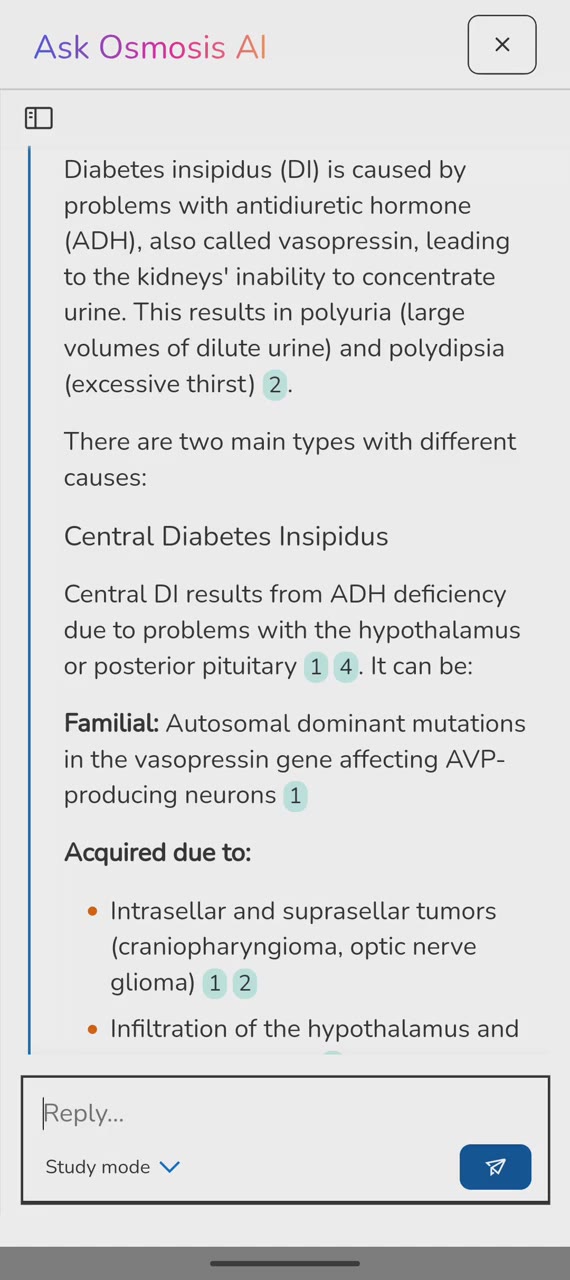 Ask Osmosis AI
Diabetes insipidus (DI) is caused by
problems with antidiuretic hormone
(ADH), also called vasopressin, leading
to the kidneys' inability to concentrate
urine. This results in polyuria (large
volumes of dilute urine) and polydipsia
(excessive thirst) 2.
There are two main types with different
causes:
Central Diabetes Insipidus
Central DI results from ADH deficiency
due to problems with the hypothalamus
or posterior pituitary 1 4. It can be:
Familial: Autosomal dominant mutations
in the vasopressin gene affecting AVP-
producing neurons 1
Acquired due to:
• Intrasellar and suprasellar tumors
(craniopharyngioma, optic nerve
glioma) 1 2
• Infiltration of the hypothalamus and
Reply...
Study mode